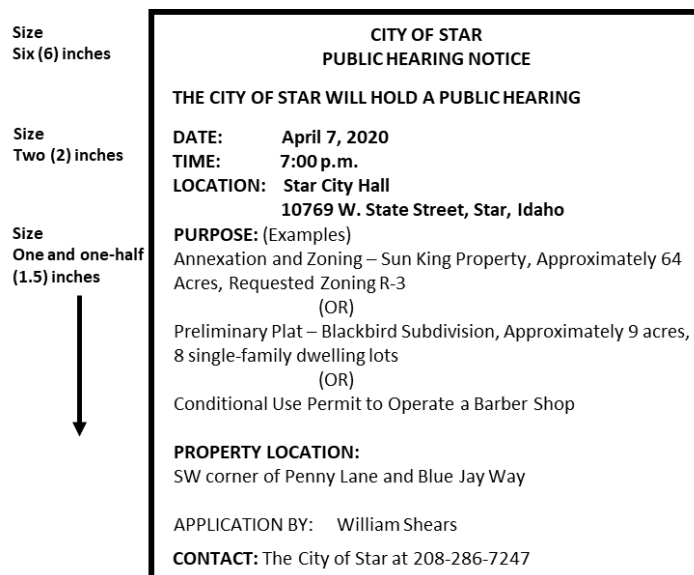 Size
Six (6) inches
CITY OF STAR
PUBLIC HEARING NOTICE
THE CITY OF STAR WILL HOLD A PUBLIC HEARING
Size
Two (2) inches
DATE: April 7, 2020
TIME: 7:00 p.m.
LOCATION: Star City Hall
10769 W. State Street, Star, Idaho
Size
One and one-half
(1.5) inches
PURPOSE: (Examples)
Annexation and Zoning – Sun King Property, Approximately 64
Acres, Requested Zoning R-3
(OR)
Preliminary Plat – Blackbird Subdivision, Approximately 9 acres,
8 single-family dwelling lots
(OR)
Conditional Use Permit to Operate a Barber Shop
PROPERTY LOCATION:
SW corner of Penny Lane and Blue Jay Way
APPLICATION BY: William Shears
CONTACT: The City of Star at 208-286-7247